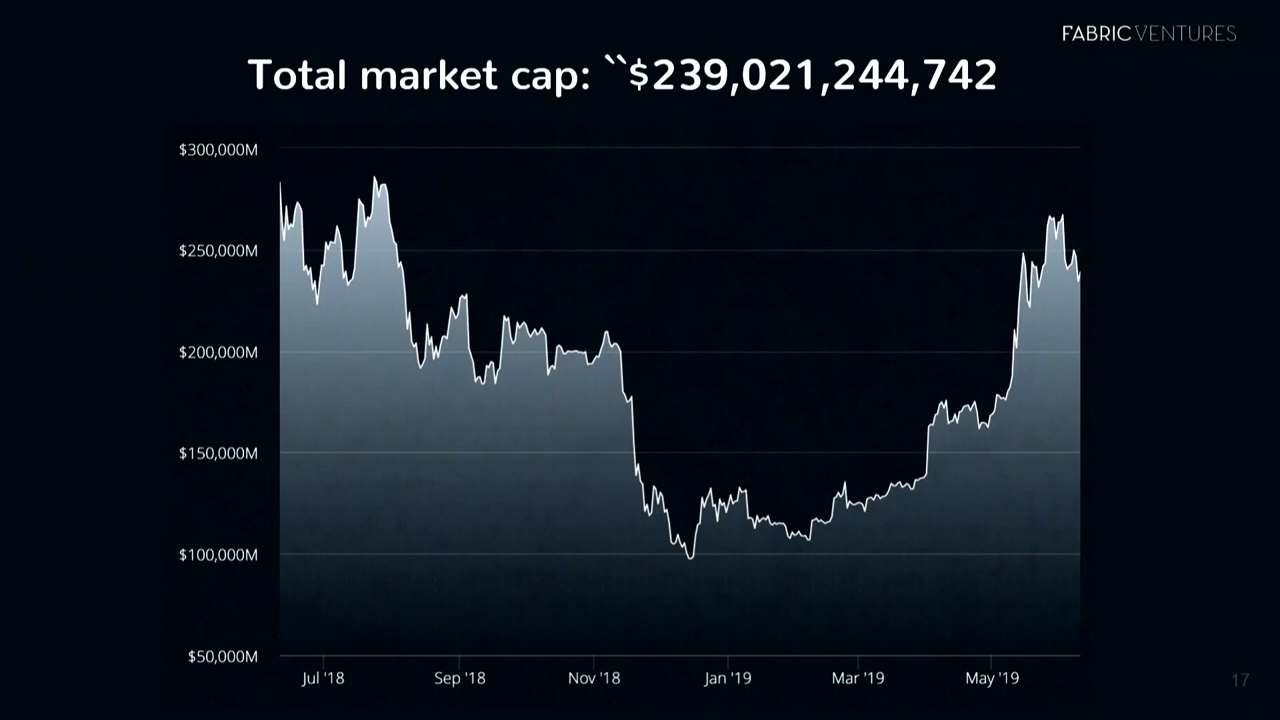 FABRIC VENTURES
Total market cap: ``$239,021,244,742
$300,000M
$250,000M
$200,000M
$150,000M
$100,000M
$50,000M
Jul '18 Sep '18 Nov '18 Jan '19 Mar '19 May '19
17